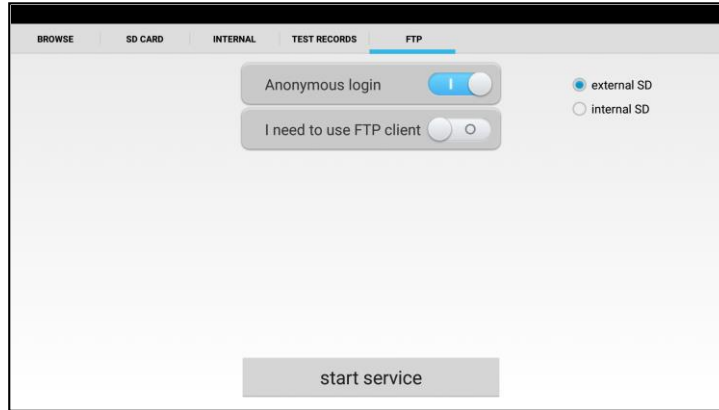 BROWSE SD CARD INTERNAL TEST RECORDS FTP
Anonymous login
external SD
internal SD
I need to use FTP client
start service